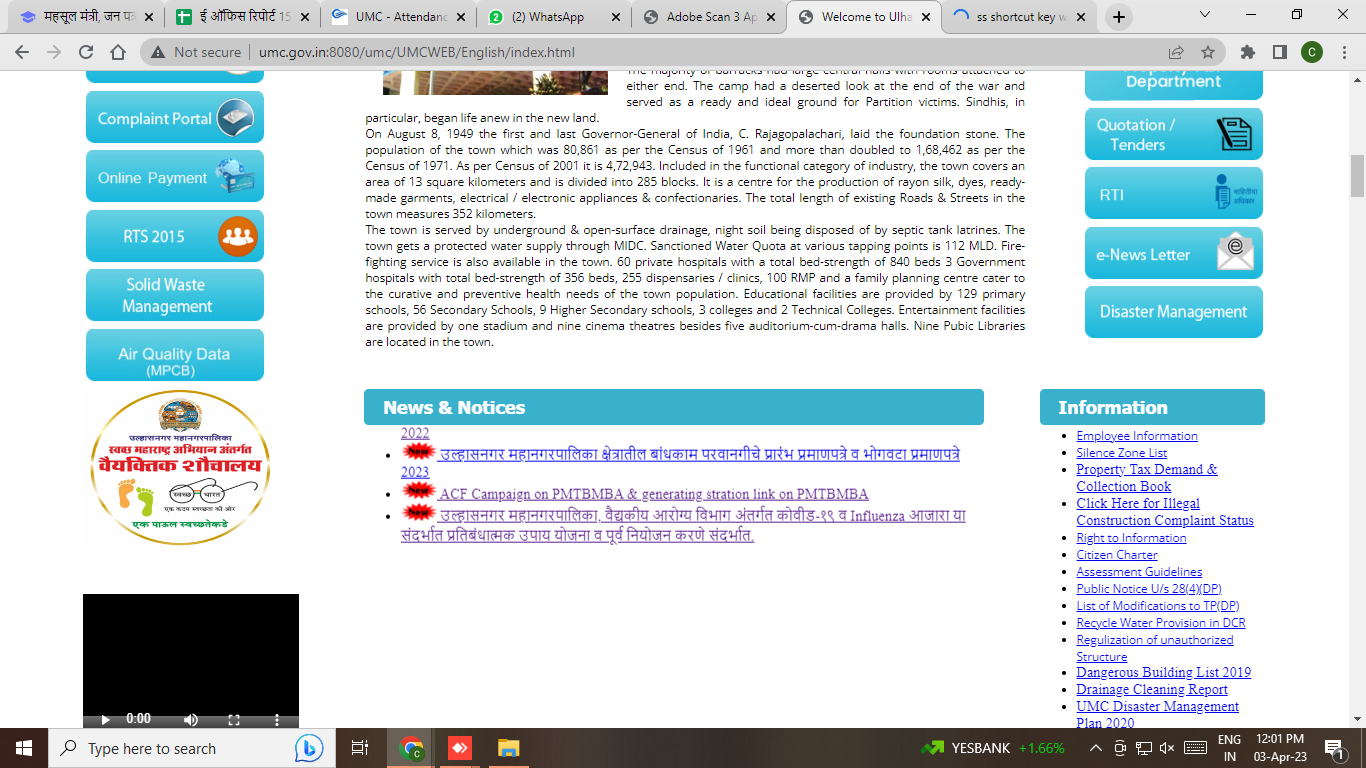 महसूल मंत्री, जन पत्र
ई ऑफिस रिपोर्ट 15
UMC - Attendanc
(2) WhatsApp
Adobe Scan 3 Ap
Welcome to Ulha
ss shortcut key w
Not secure
umc.gov.in:8080/umc/UMCWEB/English/index.html
C
Complaint Portal
Online Payment
RTS 2015
Solid Waste
Management
Air Quality Data
(MPCB)
उल्हासनगर महानगरपालिका
स्वच्छ महाराष्ट्र अभियान अंतर्गत
वैयक्तिक शौचालय
स्वच्छ भारत
एक कदम स्वच्छता की ओर
एक पाऊल स्वच्छतेकडे
0:00
The majority of barracks had large central halls with rooms attached to
either end. The camp had a deserted look at the end of the war and
served as a ready and ideal ground for Partition victims. Sindhis, in
particular, began life anew in the new land.
On August 8, 1949 the first and last Governor-General of India, C. Rajagopalachari, laid the foundation stone. The
population of the town which was 80,861 as per the Census of 1961 and more than doubled to 1,68,462 as per the
Census of 1971. As per Census of 2001 it is 4,72,943. Included in the functional category of industry, the town covers an
area of 13 square kilometers and is divided into 285 blocks. It is a centre for the production of rayon silk, dyes, ready-
made garments, electrical / electronic appliances & confectionaries. The total length of existing Roads & Streets in the
town measures 352 kilometers.
The town is served by underground & open-surface drainage, night soil being disposed of by septic tank latrines. The
town gets a protected water supply through MIDC. Sanctioned Water Quota at various tapping points is 112 MLD. Fire-
fighting service is also available in the town. 60 private hospitals with a total bed-strength of 840 beds 3 Government
hospitals with total bed-strength of 356 beds, 255 dispensaries / clinics, 100 RMP and a family planning centre cater to
the curative and preventive health needs of the town population. Educational facilities are provided by 129 primary
schools, 56 Secondary Schools, 9 Higher Secondary schools, 3 colleges and 2 Technical Colleges. Entertainment facilities
are provided by one stadium and nine cinema theatres besides five auditorium-cum-drama halls. Nine Pubic Libraries
are located in the town.
News & Notices
2022
New उल्हासनगर महानगरपालिका क्षेत्रातील बांधकाम परवानगीचे प्रारंभ प्रमाणपत्रे व भोगवटा प्रमाणपत्रे
2023
New ACF Campaign on PMTBMBA & generating stration link on PMTBMBA
New उल्हासनगर महानगरपालिका, वैद्यकीय आरोग्य विभाग अंतर्गत कोवीड-१९ व Influenza आजारा या
संदर्भात प्रतिबंधात्मक उपाय योजना व पूर्व नियोजन करणे संदर्भात.
Department
Quotation /
Tenders
RTI
माहितीचा
अधिकार
e-News Letter
Disaster Management
Information
Employee Information
Silence Zone List
Property Tax Demand &
Collection Book
Click Here for Illegal
Construction Complaint Status
Right to Information
Citizen Charter
Assessment Guidelines
Public Notice U/s 28(4)(DP)
List of Modifications to TP(DP)
Recycle Water Provision in DCR
Regulization of unauthorized
Structure
Dangerous Building List 2019
Drainage Cleaning Report
UMC Disaster Management
Plan 2020
Type here to search
YESBANK +1.66%
ENG
IN
12:01 PM
03-Apr-23
1